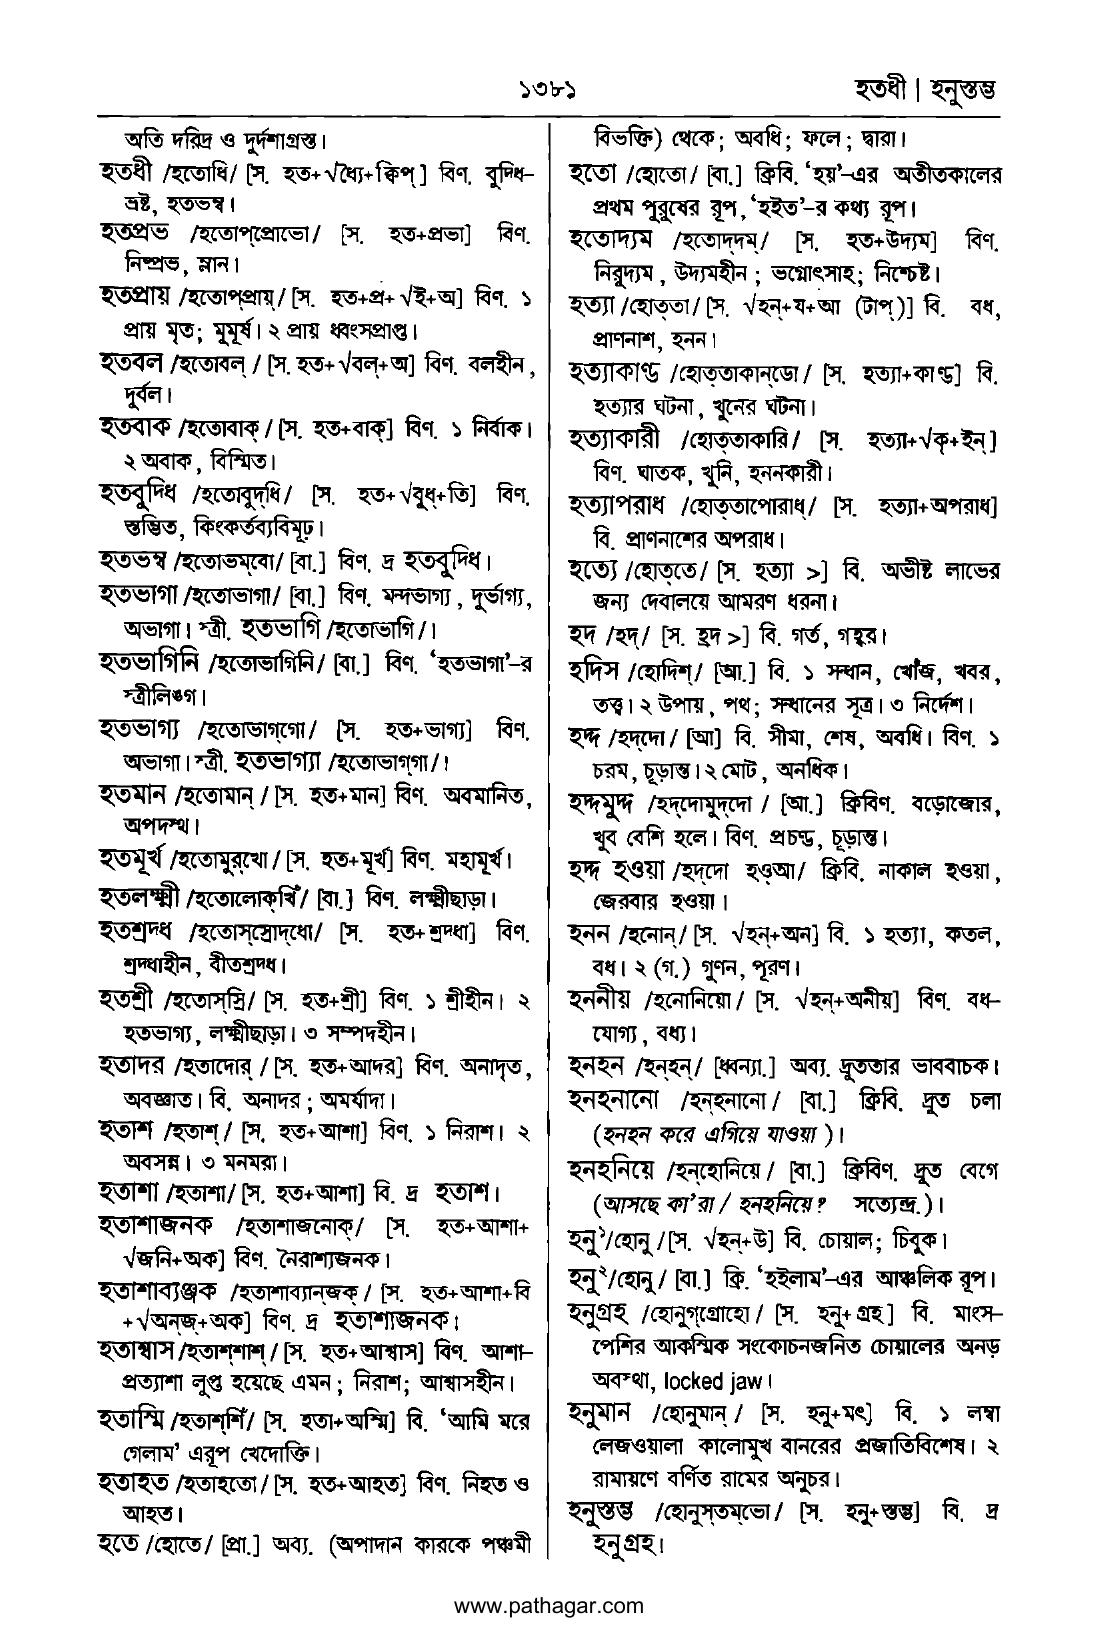 ১৩৮১
হতধী | হনুস্তম্ভ
অতি দরিদ্র ও দুর্দশাগ্রস্ত।
হতধী /হতোধি/ [স. হত+√ধ্যৈ+ক্বিপ্] বিণ. বুদ্ধি-
ভ্রষ্ট, হতভম্ব।
হতপ্রভ /হতোপ্প্রোভো/ [স. হত+প্রভা] বিণ.
নিষ্প্রভ, ম্লান।
হতপ্রায় /হতোপ্প্রায়্/ [স. হত+প্র+√ই+অ] বিণ. ১
প্রায় মৃত; মুমূর্ষ। ২ প্রায় ধ্বংসপ্রাপ্ত।
হতবল /হতোবল্/ [স. হত+√বল্+অ] বিণ. বলহীন,
দুর্বল।
হতবাক /হতোবাক্/ [স. হত+বাক্] বিণ. ১ নির্বাক।
২ অবাক, বিস্মিত।
হতবুদ্ধি /হতোবুদ্ধি/ [স. হত+√বুধ্+তি] বিণ.
স্তম্ভিত, কিংকর্তব্যবিমূঢ়।
হতভম্ব /হতোভম্বো/ [বা.] বিণ. দ্র হতবুদ্ধি।
হতভাগা /হতোভাগা/ [বা.] বিণ. মন্দভাগ্য, দুর্ভাগ্য,
অভাগা। স্ত্রী. হতভাগি /হতোভাগি/।
হতভাগিনি /হতোভাগিনি/ [বা.] বিণ. ‘হতভাগা’-র
স্ত্রীলিঙ্গ।
হতভাগ্য /হতোভাগ্গো/ [স. হত+ভাগ্য] বিণ.
অভাগা। স্ত্রী. হতভাগ্যা /হতোভাগ্গা/।
হতমান /হতোমান্/ [স. হত+মান] বিণ. অবমানিত,
অপদস্থ।
হতমূর্খ /হতোমুর্খো/ [স. হত+মূর্খ] বিণ. মহামূর্খ।
হতলক্ষ্মী /হতোলোক্খিঁ/ [বা.] বিণ. লক্ষ্মীছাড়া।
হতশ্রদ্ধ /হতোস্স্রোদ্ধো/ [স. হত+শ্রদ্ধা] বিণ.
শ্রদ্ধাহীন, বীতশ্রদ্ধ।
হতশ্রী /হতোস্স্রি/ [স. হত+শ্রী] বিণ. ১ শ্রীহীন। ২
হতভাগ্য, লক্ষ্মীছাড়া। ৩ সম্পদহীন।
হতাদর /হতাদোর্/ [স. হত+আদর] বিণ. অনাদৃত,
অবজ্ঞাত। বি. অনাদর; অমর্যাদা।
হতাশ /হতাশ্/ [স. হত+আশা] বিণ. ১ নিরাশ। ২
অবসন্ন। ৩ মনমরা।
হতাশা /হতাশা/ [স. হত+আশা] বি. দ্র হতাশ।
হতাশাজনক /হতাশাজনোক্/ [স. হত+আশা+
√জনি+অক] বিণ. নৈরাশ্যজনক।
হতাশাব্যঞ্জক /হতাশাব্যান্জক্/ [স. হত+আশা+বি
+√অন্জ্+অক] বিণ. দ্র হতাশাজনক।
হতাশ্বাস /হতাশ্শাশ্/ [স. হত+আশ্বাস] বিণ. আশা-
প্রত্যাশা লুপ্ত হয়েছে এমন; নিরাশ; আশ্বাসহীন।
হতাস্মি /হতাশ্শিঁ/ [স. হতা+অস্মি] বি. ‘আমি মরে
গেলাম’ এরূপ খেদোক্তি।
হতাহত /হতাহতো/ [স. হত+আহত] বিণ. নিহত ও
আহত।
হতে /হোতে/ [প্রা.] অব্য. (অপাদান কারকে পঞ্চমী
বিভক্তি) থেকে; অবধি; ফলে; দ্বারা।
হতো /হোতো/ [বা.] ক্রিবি. ‘হয়’-এর অতীতকালের
প্রথম পুরুষের রূপ, ‘হইত’-র কথ্য রূপ।
হতোদ্যম /হতোদ্দম্/ [স. হত+উদ্যম] বিণ.
নিরুদ্যম, উদ্যমহীন; ভগ্নোৎসাহ; নিশ্চেষ্ট।
হত্যা /হোত্তা/ [স. √হন্+য+আ (টাপ্)] বি. বধ,
প্রাণনাশ, হনন।
হত্যাকাণ্ড /হোত্তাকান্ডো/ [স. হত্যা+কাণ্ড] বি.
হত্যার ঘটনা, খুনের ঘটনা।
হত্যাকারী /হোত্তাকারি/ [স. হত্যা+√কৃ+ইন্]
বিণ. ঘাতক, খুনি, হননকারী।
হত্যাপরাধ /হোত্তাপোরাধ্/ [স. হত্যা+অপরাধ]
বি. প্রাণনাশের অপরাধ।
হত্যে /হোত্তে/ [স. হত্যা >] বি. অভীষ্ট লাভের
জন্য দেবালয়ে আমরণ ধরনা।
হদ /হদ্/ [স. হ্রদ >] বি. গর্ত, গহ্বর।
হদিস /হোদিশ্/ [আ.] বি. ১ সন্ধান, খোঁজ, খবর,
তত্ত্ব। ২ উপায়, পথ; সন্ধানের সূত্র। ৩ নির্দেশ।
হদ্দ /হদ্দো/ [আ] বি. সীমা, শেষ, অবধি। বিণ. ১
চরম, চূড়ান্ত। ২ মোট, অনধিক।
হদ্দমুদ্দ /হদ্দোমুদ্দো/ [আ.] ক্রিবিণ. বড়োজোর,
খুব বেশি হলে। বিণ. প্রচণ্ড, চূড়ান্ত।
হদ্দ হওয়া /হদ্দো হও্আ/ ক্রিবি. নাকাল হওয়া,
জেরবার হওয়া।
হনন /হনোন্/ [স. √হন্+অন] বি. ১ হত্যা, কতল,
বধ। ২ (গ.) গুণন, পূরণ।
হননীয় /হনোনিয়ো/ [স. √হন্+অনীয়] বিণ. বধ-
যোগ্য, বধ্য।
হনহন /হন্হন্/ [ধ্বন্যা.] অব্য. দ্রুততার ভাববাচক।
হনহনানো /হন্হনানো/ [বা.] ক্রিবি. দ্রুত চলা
(হনহন করে এগিয়ে যাওয়া)।
হনহনিয়ে /হন্হোনিয়ে/ [বা.] ক্রিবিণ. দ্রুত বেগে
(আসছে কা’রা / হনহনিয়ে? সত্যেন্দ্র.)।
হনু১/হোনু/ [স. √হন্+উ] বি. চোয়াল; চিবুক।
হনু২/হোনু/ [বা.] ক্রি. ‘হইলাম’-এর আঞ্চলিক রূপ।
হনুগ্রহ /হোনুগ্গ্রোহো/ [স. হনু+গ্রহ] বি. মাংস-
পেশির আকস্মিক সংকোচনজনিত চোয়ালের অনড়
অবস্থা, locked jaw।
হনুমান /হোনুমান্/ [স. হনু+মৎ] বি. ১ লম্বা
লেজওয়ালা কালোমুখ বানরের প্রজাতিবিশেষ। ২
রামায়ণে বর্ণিত রামের অনুচর।
হনুস্তম্ভ /হোনুস্তম্ভো/ [স. হনু+স্তম্ভ] বি. দ্র
হনুগ্রহ।
www.pathagar.com